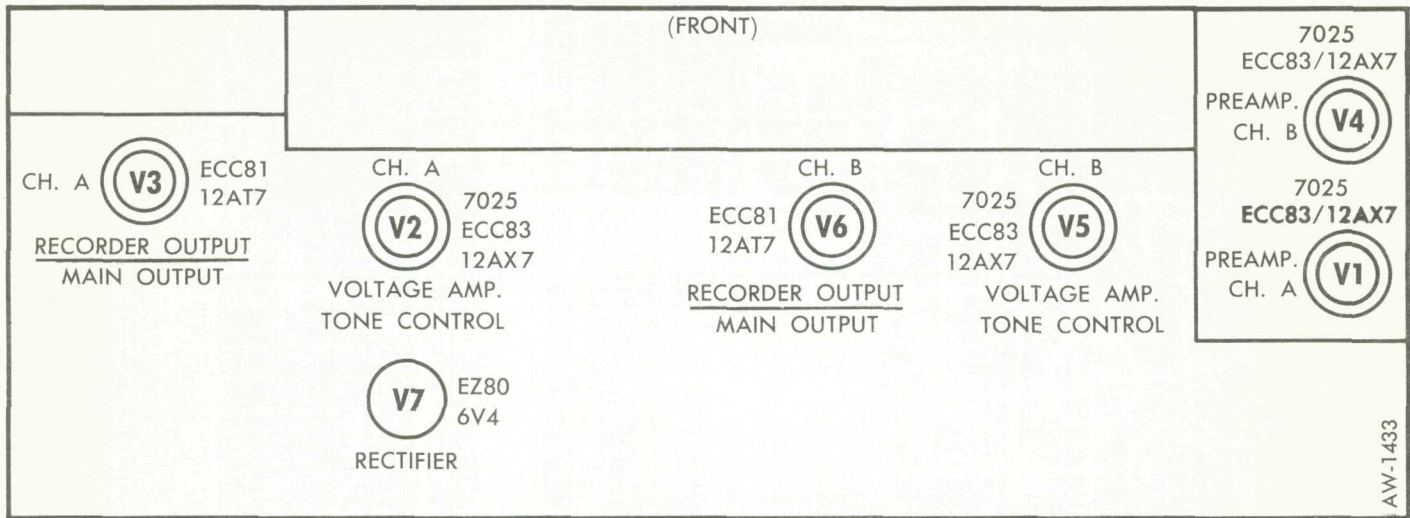 (FRONT)
7025
ECC83/12AX7
PREAMP.
CH. B
V4
CH. A
V3
ECC81
12AT7
RECORDER OUTPUT
MAIN OUTPUT
CH. A
V2
7025
ECC83
12AX7
VOLTAGE AMP.
TONE CONTROL
CH. B
ECC81
12AT7
V6
RECORDER OUTPUT
MAIN OUTPUT
CH. B
7025
ECC83
12AX7
V5
VOLTAGE AMP.
TONE CONTROL
7025
ECC83/12AX7
PREAMP.
CH. A
V1
V7
EZ80
6V4
RECTIFIER
AW-1433